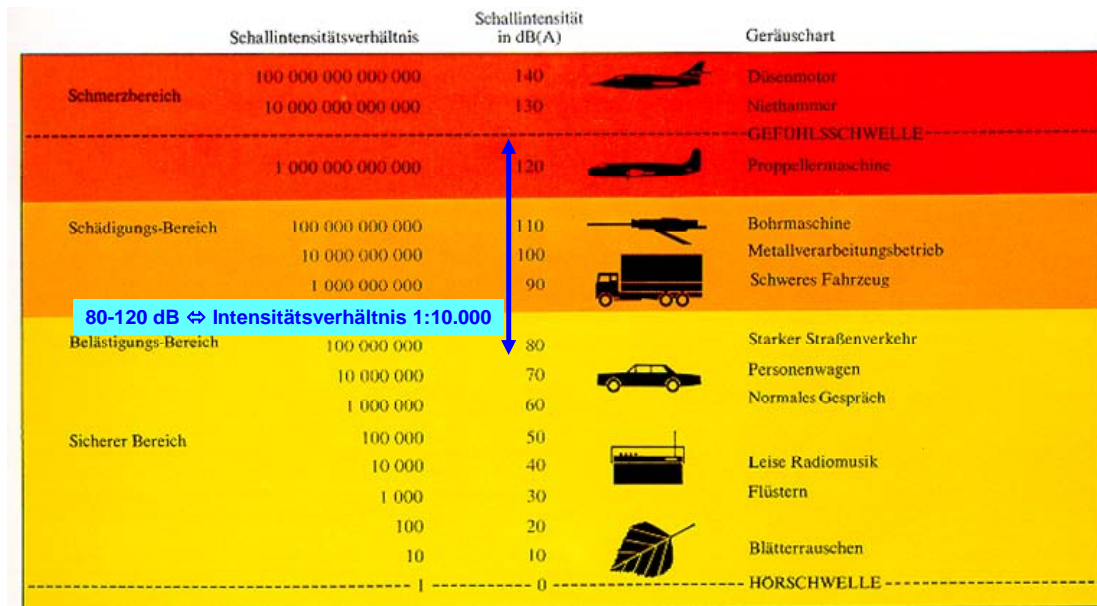 Schallintensitätsverhältnis Schallintensität in dB(A) Geräuschart
Schmerzbereich
100 000 000 000 000 140 Düsenmotor
10 000 000 000 000 130 Niethammer
GEFÜHLSSCHWELLE
1 000 000 000 000 120 Proppellermaschine
Schädigungs-Bereich 100 000 000 000 110 Bohrmaschine
10 000 000 000 100 Metallverarbeitungsbetrieb
1 000 000 000 90 Schweres Fahrzeug
80-120 dB ⇔ Intensitätsverhältnis 1:10.000
Belästigungs-Bereich 100 000 000 80 Starker Straßenverkehr
10 000 000 70 Personenwagen
1 000 000 60 Normales Gespräch
Sicherer Bereich 100 000 50
10 000 40 Leise Radiomusik
1 000 30 Flüstern
100 20
10 10 Blätterrauschen
1 0 HÖRSCHWELLE